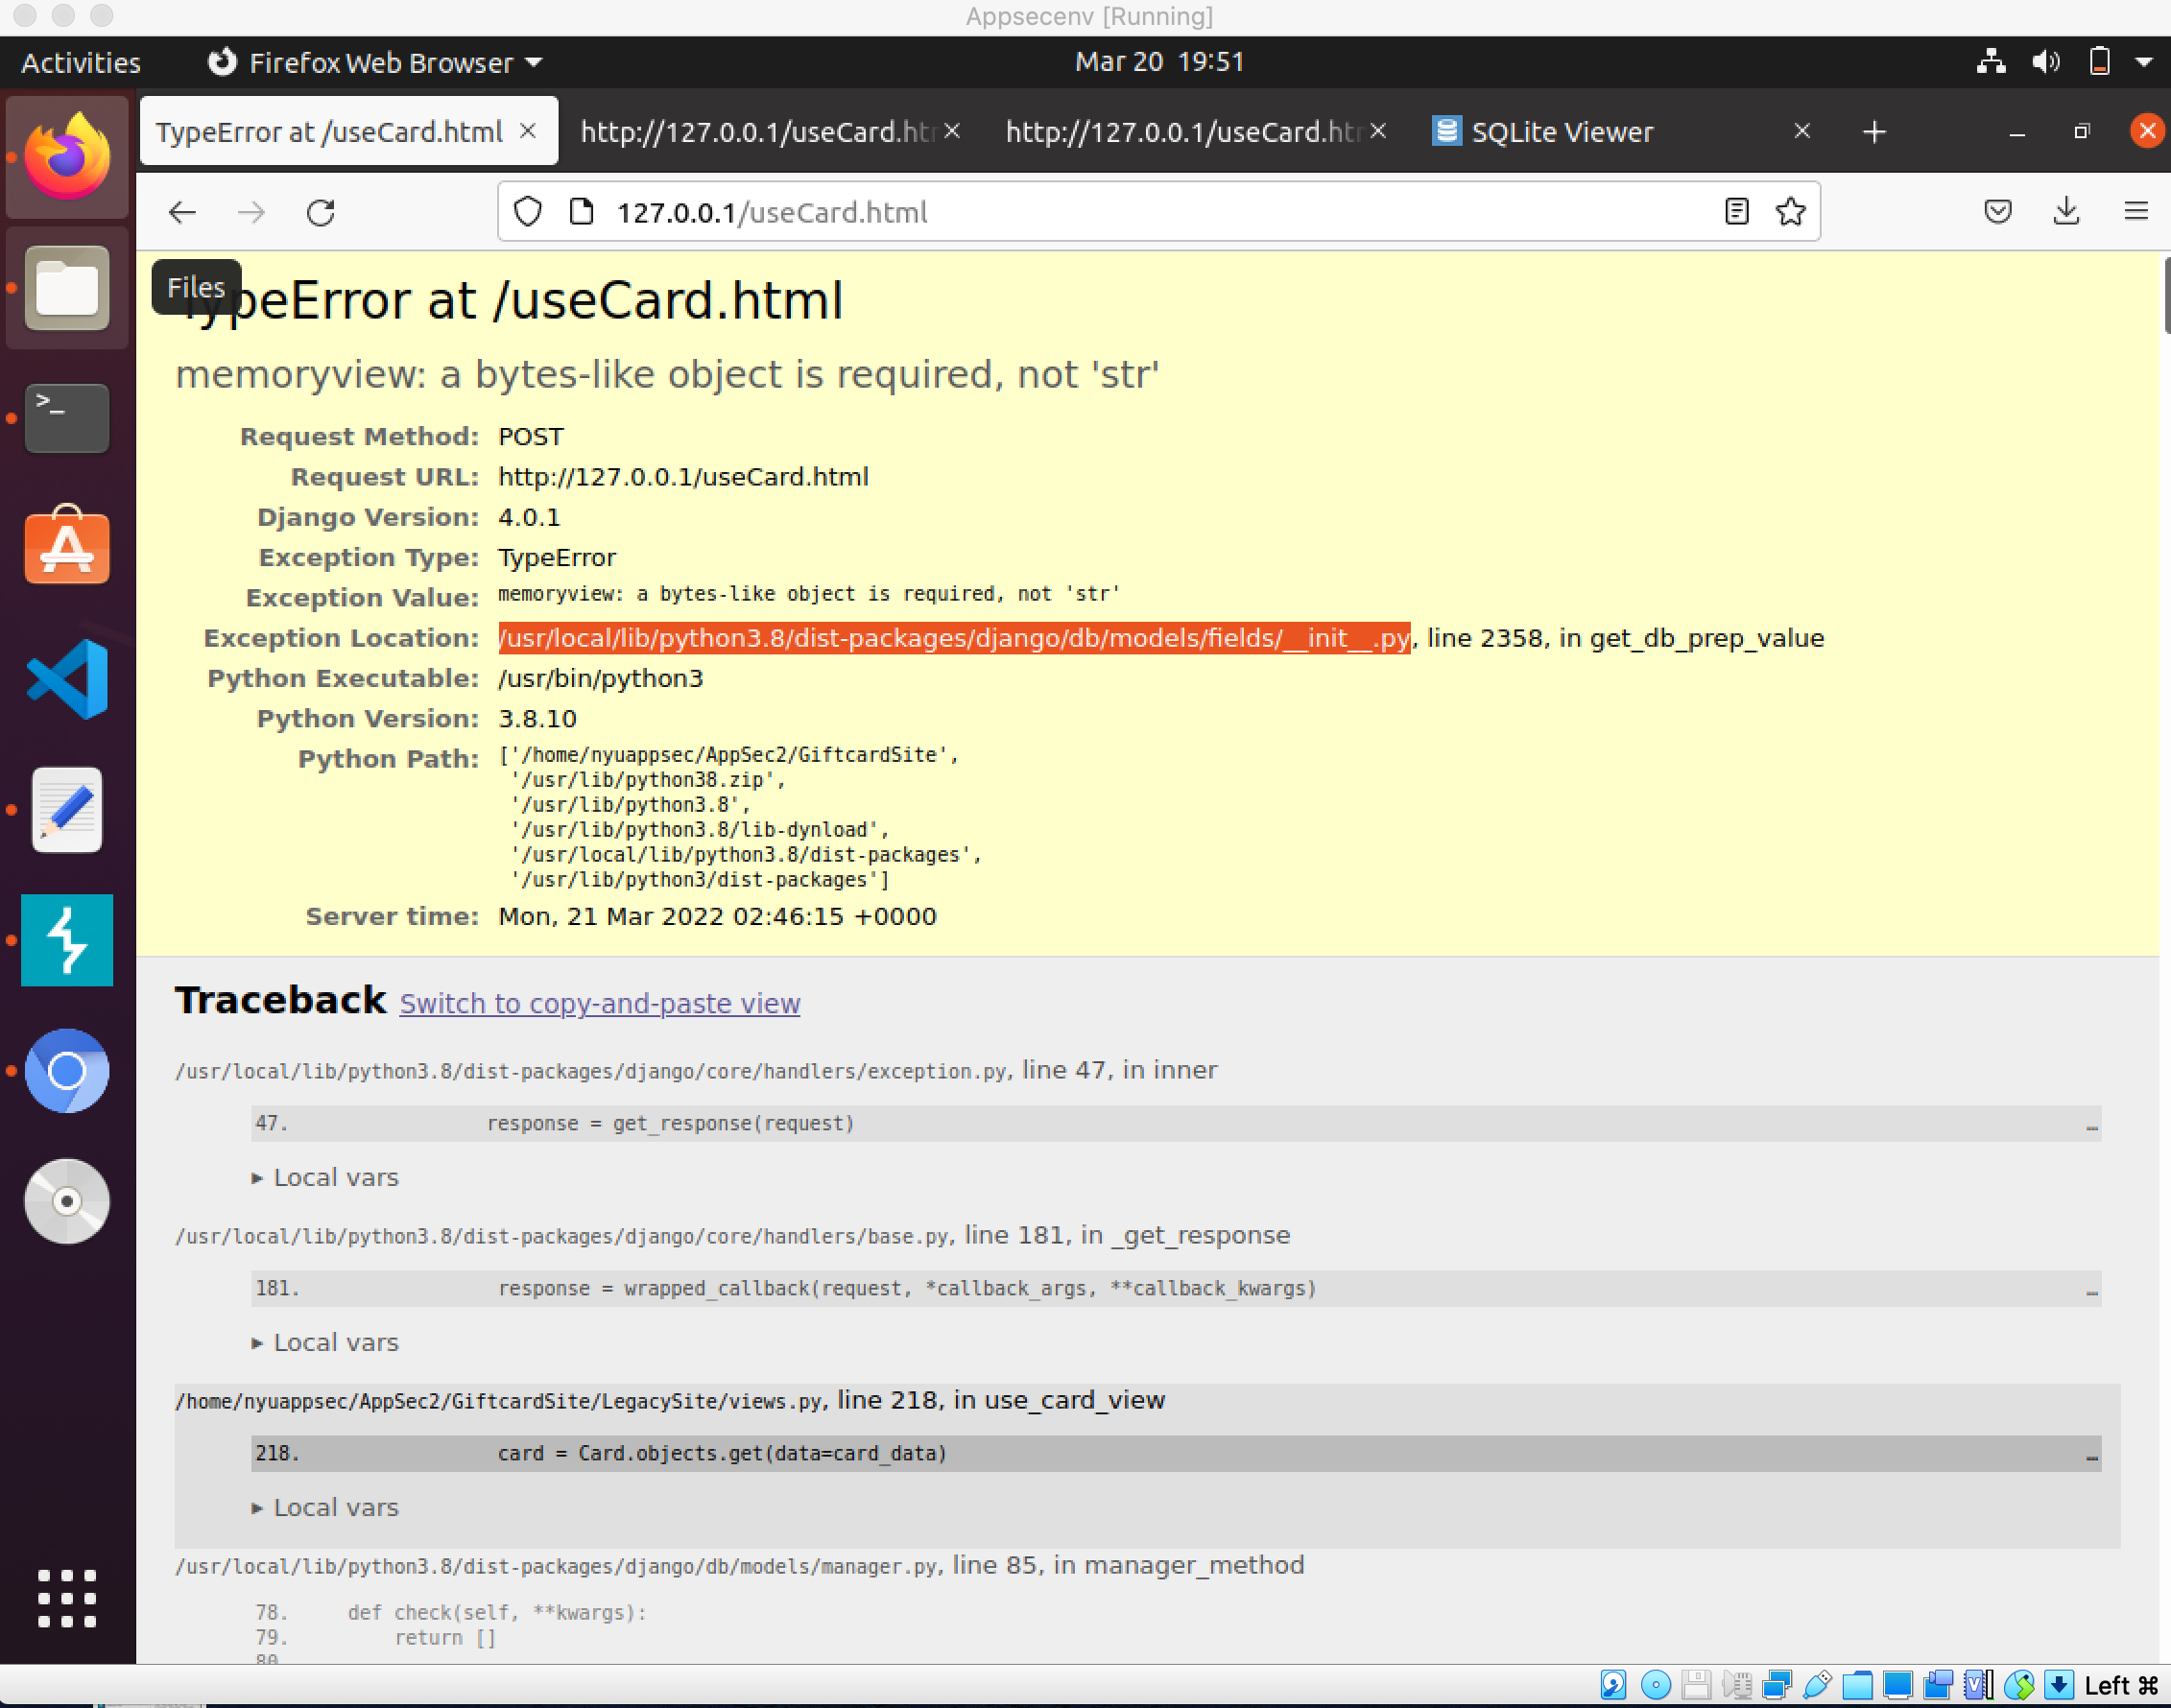 Appsecenv [Running]
Activities Firefox Web Browser Mar 20 19:51
TypeError at /useCard.html http://127.0.0.1/useCard.htr http://127.0.0.1/useCard.htr SQLite Viewer
127.0.0.1/useCard.html
Files
TypeError at /useCard.html
memoryview: a bytes-like object is required, not 'str'
Request Method: POST
Request URL: http://127.0.0.1/useCard.html
Django Version: 4.0.1
Exception Type: TypeError
Exception Value: memoryview: a bytes-like object is required, not 'str'
Exception Location: /usr/local/lib/python3.8/dist-packages/django/db/models/fields/__init__.py, line 2358, in get_db_prep_value
Python Executable: /usr/bin/python3
Python Version: 3.8.10
Python Path: ['/home/nyuappsec/AppSec2/GiftcardSite',
'/usr/lib/python38.zip',
'/usr/lib/python3.8',
'/usr/lib/python3.8/lib-dynload',
'/usr/local/lib/python3.8/dist-packages',
'/usr/lib/python3/dist-packages']
Server time: Mon, 21 Mar 2022 02:46:15 +0000
Traceback Switch to copy-and-paste view
/usr/local/lib/python3.8/dist-packages/django/core/handlers/exception.py, line 47, in inner
47. response = get_response(request) …
▶ Local vars
/usr/local/lib/python3.8/dist-packages/django/core/handlers/base.py, line 181, in _get_response
181. response = wrapped_callback(request, *callback_args, **callback_kwargs) …
▶ Local vars
/home/nyuappsec/AppSec2/GiftcardSite/LegacySite/views.py, line 218, in use_card_view
218. card = Card.objects.get(data=card_data) …
▶ Local vars
/usr/local/lib/python3.8/dist-packages/django/db/models/manager.py, line 85, in manager_method
78. def check(self, **kwargs):
79. return []
80.
Left ⌘